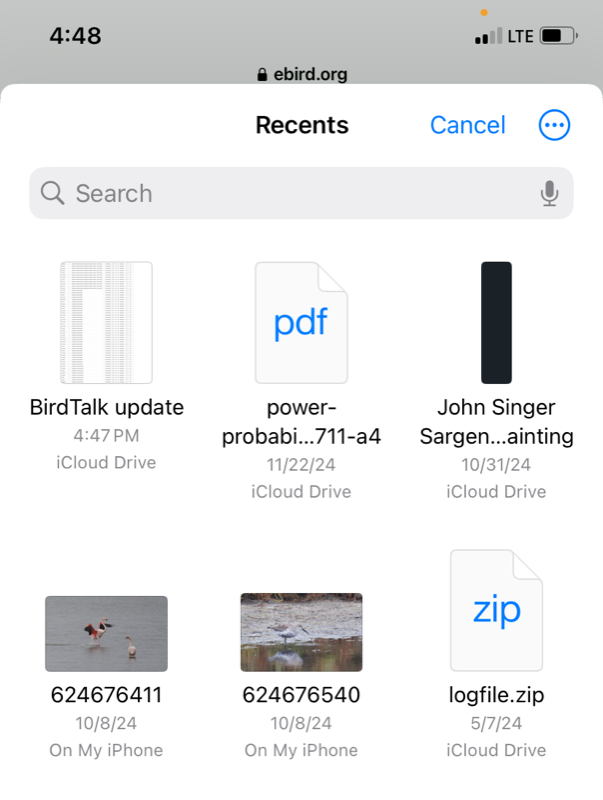 4:48
LTE
ebird.org
Recents
Cancel
Search
BirdTalk update
4:47 PM
iCloud Drive
pdf
power-
probabi...711-a4
11/22/24
iCloud Drive
John Singer
Sargen...ainting
10/31/24
iCloud Drive
624676411
10/8/24
On My iPhone
624676540
10/8/24
On My iPhone
zip
logfile.zip
5/7/24
iCloud Drive